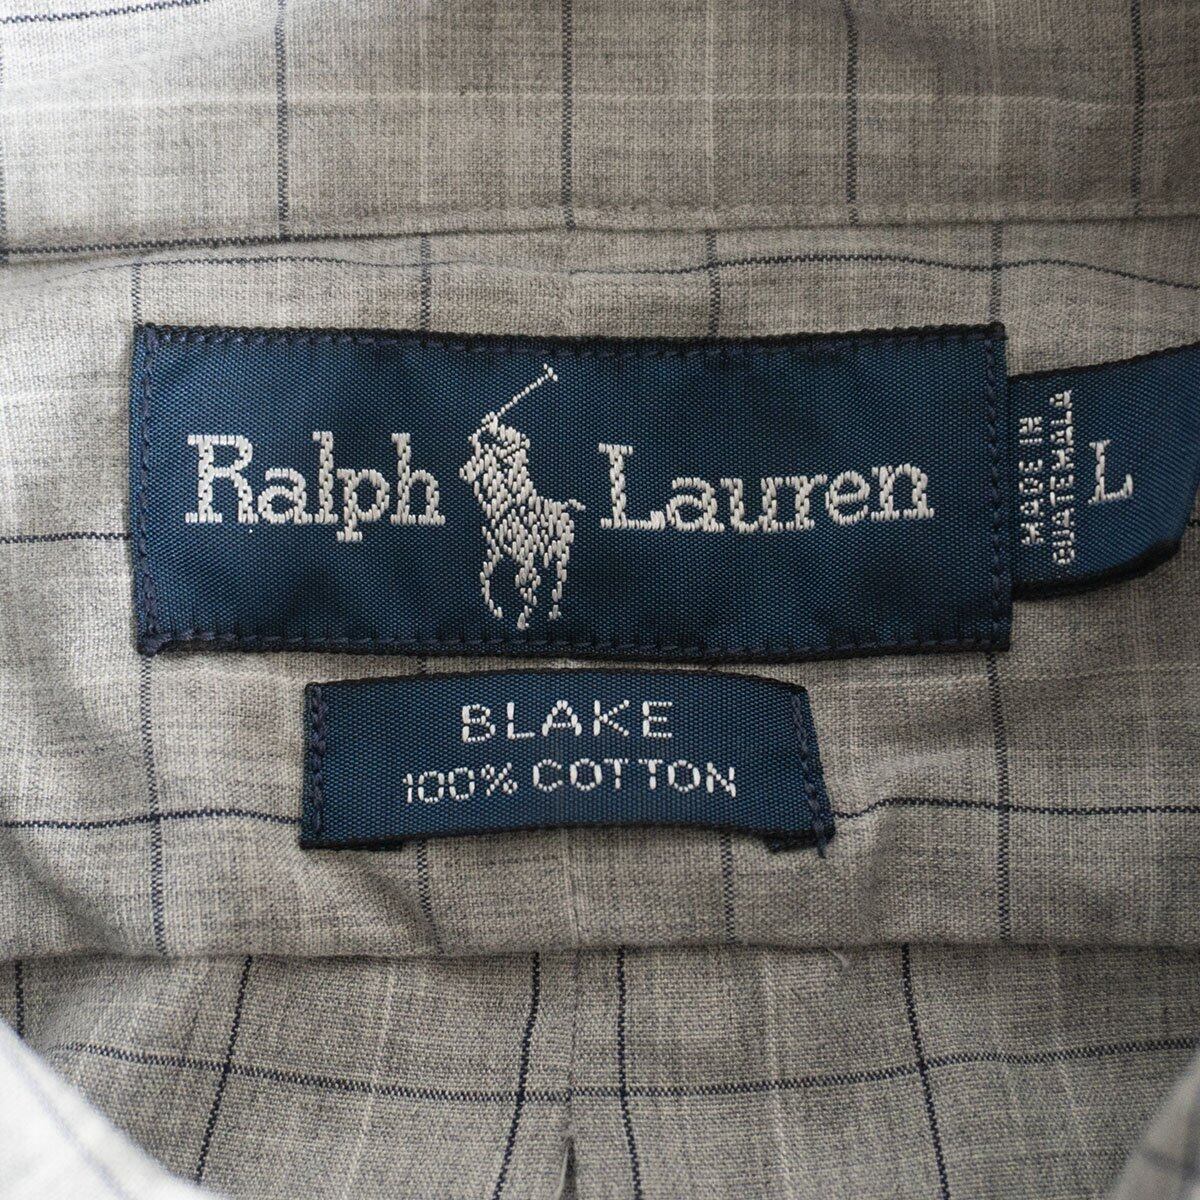 Ralph Lauren
MADE IN
GUATEMALA
L
BLAKE
100% COTTON